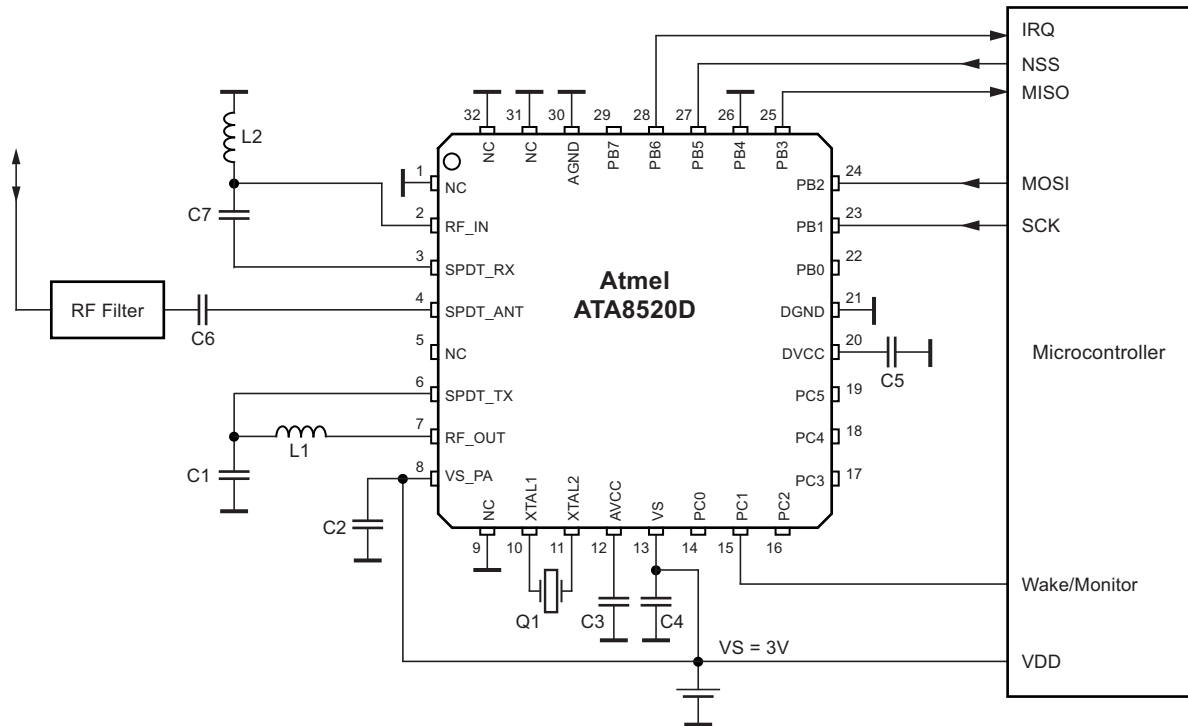 IRQ
NSS
MISO
MOSI
SCK
Microcontroller
Wake/Monitor
VDD
32 31 30 29 28 27 26 25
NC NC AGND PB7 PB6 PB5 PB4 PB3
L2
C7
RF Filter
C6
L1
C1
C2
1 NC
2 RF_IN
3 SPDT_RX
4 SPDT_ANT
5 NC
6 SPDT_TX
7 RF_OUT
8 VS_PA
Atmel
ATA8520D
PB2 24
PB1 23
PB0 22
DGND 21
DVCC 20
PC5 19
PC4 18
PC3 17
C5
NC XTAL1 XTAL2 AVCC VS PC0 PC1 PC2
9 10 11 12 13 14 15 16
Q1
C3
C4
VS = 3V